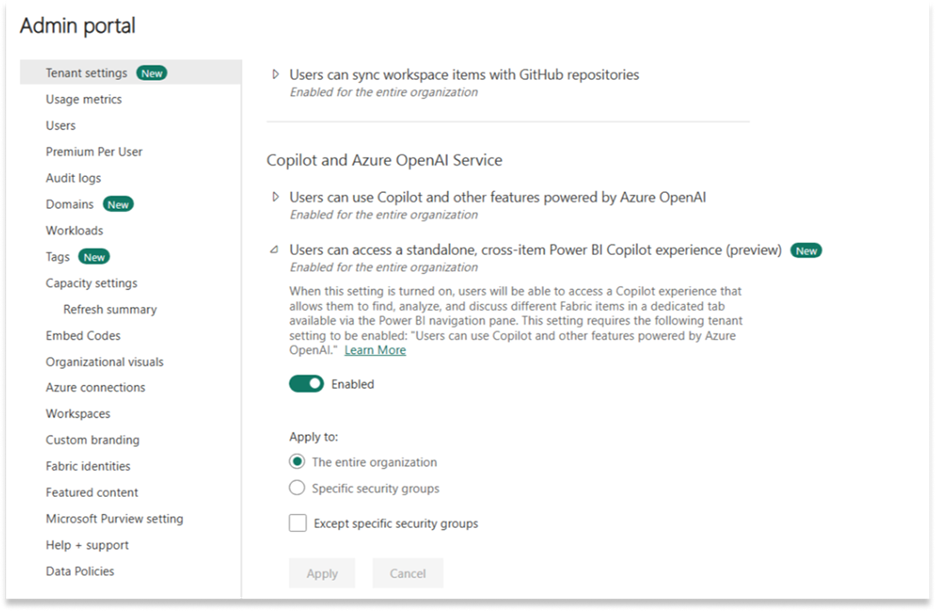 Admin portal
Tenant settings New
Usage metrics
Users
Premium Per User
Audit logs
Domains New
Workloads
Tags New
Capacity settings
Refresh summary
Embed Codes
Organizational visuals
Azure connections
Workspaces
Custom branding
Fabric identities
Featured content
Microsoft Purview setting
Help + support
Data Policies
Users can sync workspace items with GitHub repositories
Enabled for the entire organization
Copilot and Azure OpenAI Service
Users can use Copilot and other features powered by Azure OpenAI
Enabled for the entire organization
Users can access a standalone, cross-item Power BI Copilot experience (preview) New
Enabled for the entire organization
When this setting is turned on, users will be able to access a Copilot experience that
allows them to find, analyze, and discuss different Fabric items in a dedicated tab
available via the Power BI navigation pane. This setting requires the following tenant
setting to be enabled: "Users can use Copilot and other features powered by Azure
OpenAI." Learn More
Enabled
Apply to:
The entire organization
Specific security groups
Except specific security groups
Apply Cancel